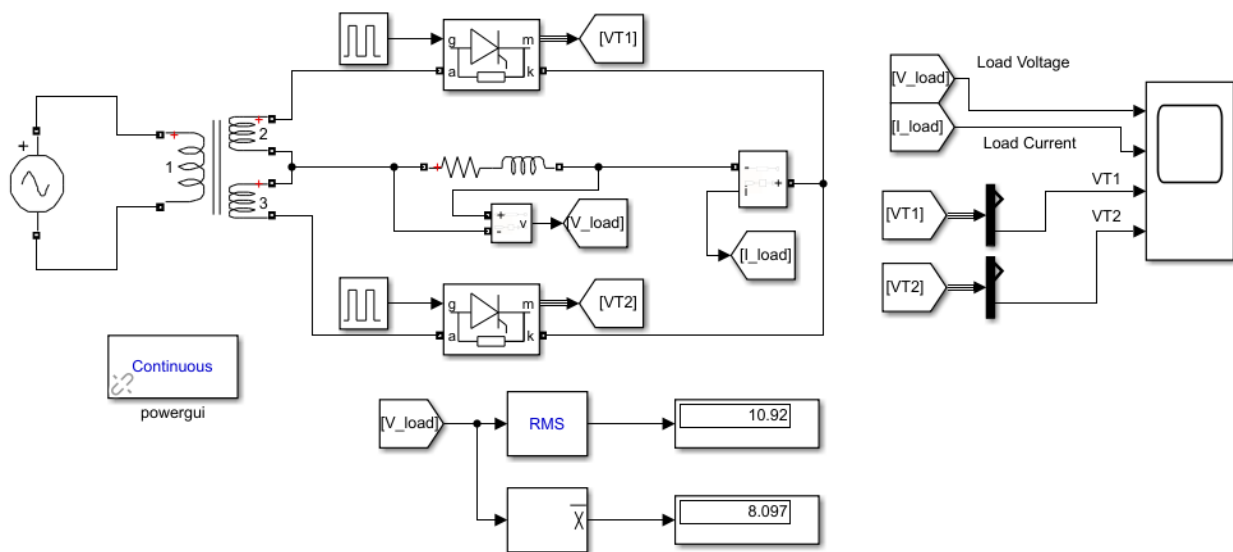 g
m
a
k
[VT1]
+
1
+
2
+
3
+
+
-
v
[V_load]
-
i
+
[I_load]
g
m
a
k
[VT2]
Continuous
powergui
[V_load]
RMS
10.92
X
8.097
[V_load]
Load Voltage
[I_load]
Load Current
[VT1]
VT1
[VT2]
VT2
+